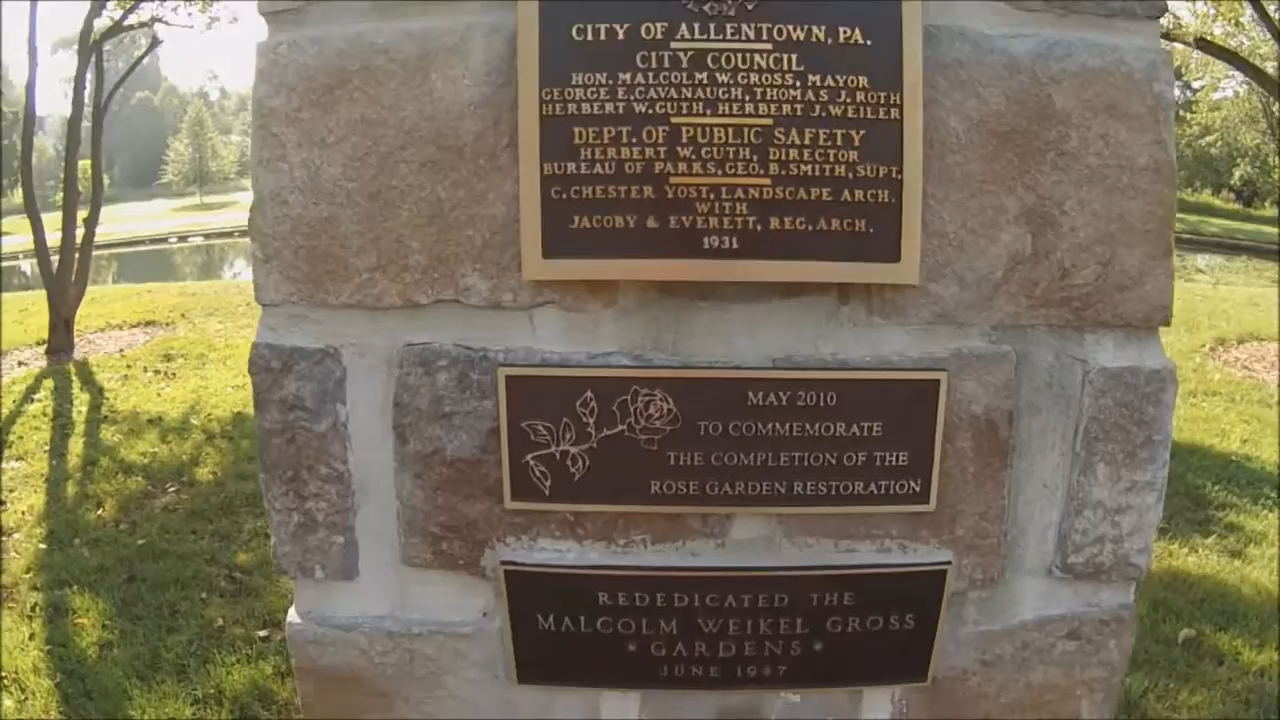 CITY OF ALLENTOWN, PA.
CITY COUNCIL
HON. MALCOLM W. GROSS, MAYOR
GEORGE E. CAVANAUGH, THOMAS J. ROTH
HERBERT W. GUTH, HERBERT J. WEILER
DEPT. OF PUBLIC SAFETY
HERBERT W. GUTH, DIRECTOR
BUREAU OF PARKS, GEO. B. SMITH, SUPT.
C. CHESTER YOST, LANDSCAPE ARCH.
WITH
JACOBY & EVERETT, REG. ARCH.
1931
MAY 2010
TO COMMEMORATE
THE COMPLETION OF THE
ROSE GARDEN RESTORATION
REDEDICATED THE
MALCOLM WEIKEL GROSS
* GARDENS *
JUNE 1947